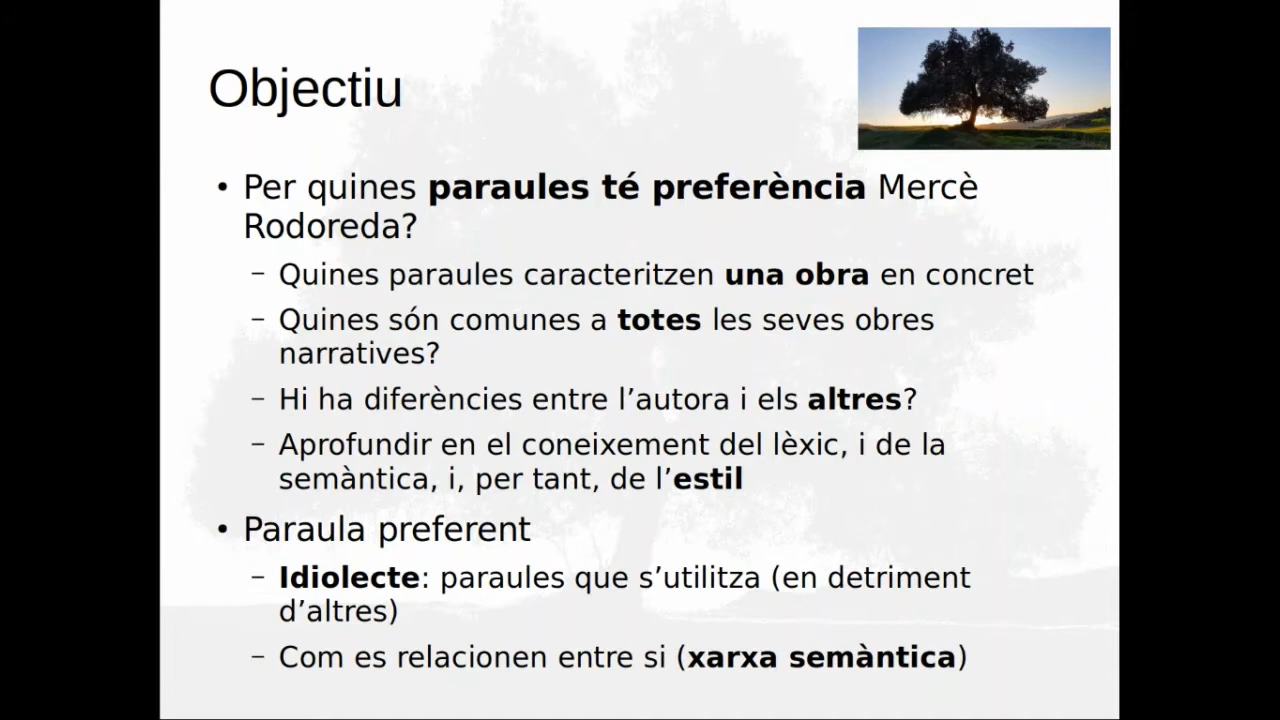 Objectiu
• Per quines paraules té preferència Mercè
Rodoreda?
– Quines paraules caracteritzen una obra en concret
– Quines són comunes a totes les seves obres
narratives?
– Hi ha diferències entre l’autora i els altres?
– Aprofundir en el coneixement del lèxic, i de la
semàntica, i, per tant, de l’estil
• Paraula preferent
– Idiolecte: paraules que s’utilitza (en detriment
d’altres)
– Com es relacionen entre si (xarxa semàntica)